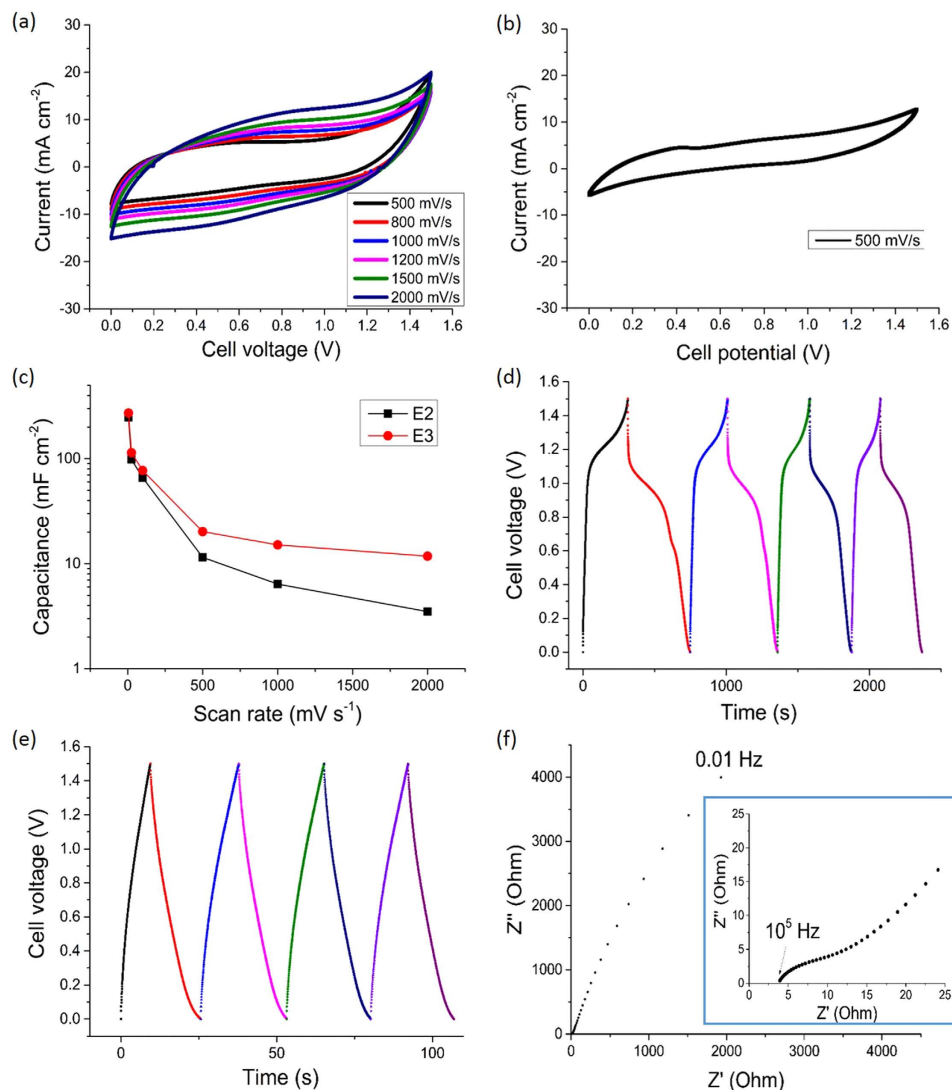 (a)
30
20
10
0
-10
-20
-30
Current (mA cm⁻²)
0.0 0.2 0.4 0.6 0.8 1.0 1.2 1.4 1.6
Cell voltage (V)
500 mV/s
800 mV/s
1000 mV/s
1200 mV/s
1500 mV/s
2000 mV/s
(b)
30
20
10
0
-10
-20
-30
Current (mA cm⁻²)
500 mV/s
0.0 0.2 0.4 0.6 0.8 1.0 1.2 1.4 1.6
Cell potential (V)
(c)
E2
E3
100
10
1
Capacitance (mF cm⁻²)
0 500 1000 1500 2000
Scan rate (mV s⁻¹)
(d)
1.6
1.4
1.2
1.0
0.8
0.6
0.4
0.2
0.0
Cell voltage (V)
0 1000 2000
Time (s)
(e)
1.6
1.4
1.2
1.0
0.8
0.6
0.4
0.2
0.0
Cell voltage (V)
0 50 100
Time (s)
(f)
0.01 Hz
4000
3000
2000
1000
0
Z'' (Ohm)
0 1000 2000 3000 4000
Z' (Ohm)
25
20
15
10
5
0
Z'' (Ohm)
10⁵ Hz
0 5 10 15 20 25
Z' (Ohm)